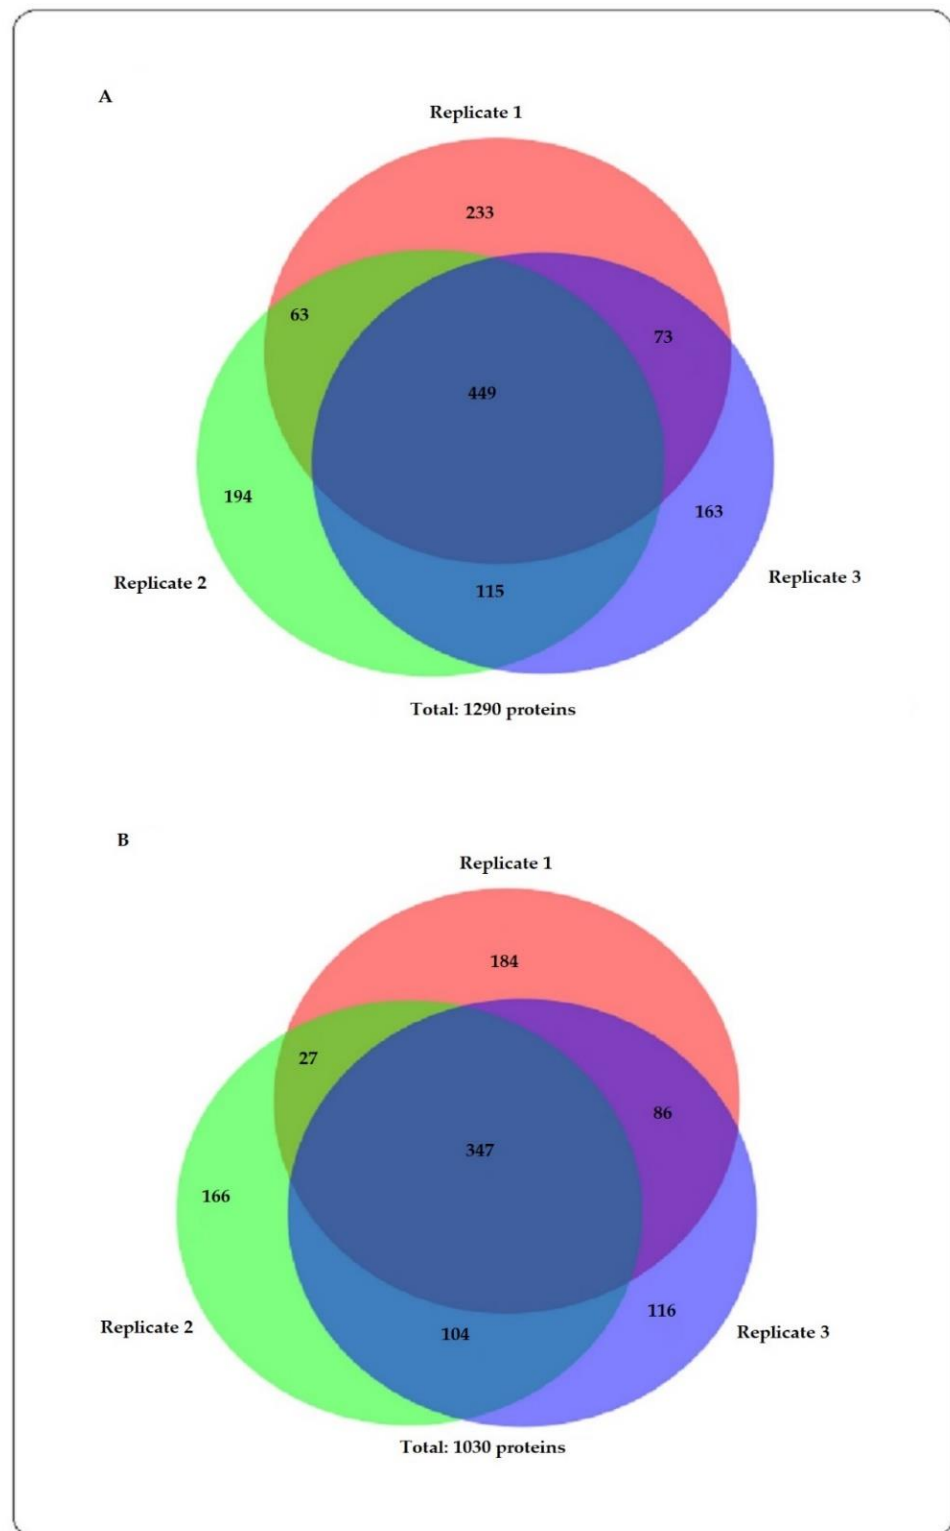 A
Replicate 1
233
63
73
449
194
163
Replicate 2
Replicate 3
115
Total: 1290 proteins
B
Replicate 1
184
27
86
347
166
116
Replicate 2
104
Replicate 3
Total: 1030 proteins